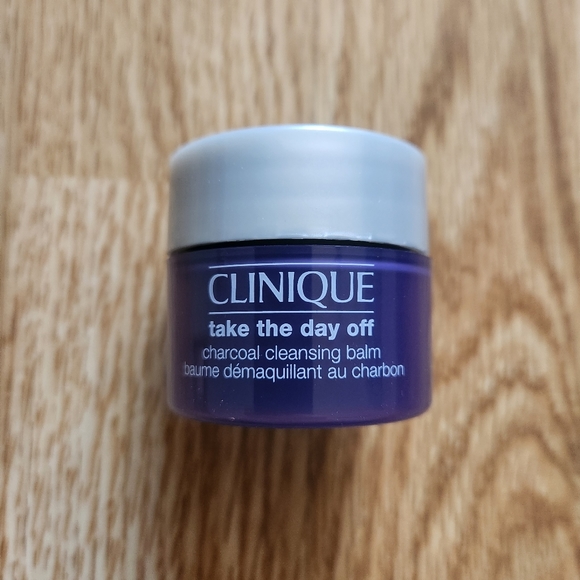 CLINIQUE
take the day off
charcoal cleansing balm
baume démaquillant au charbon